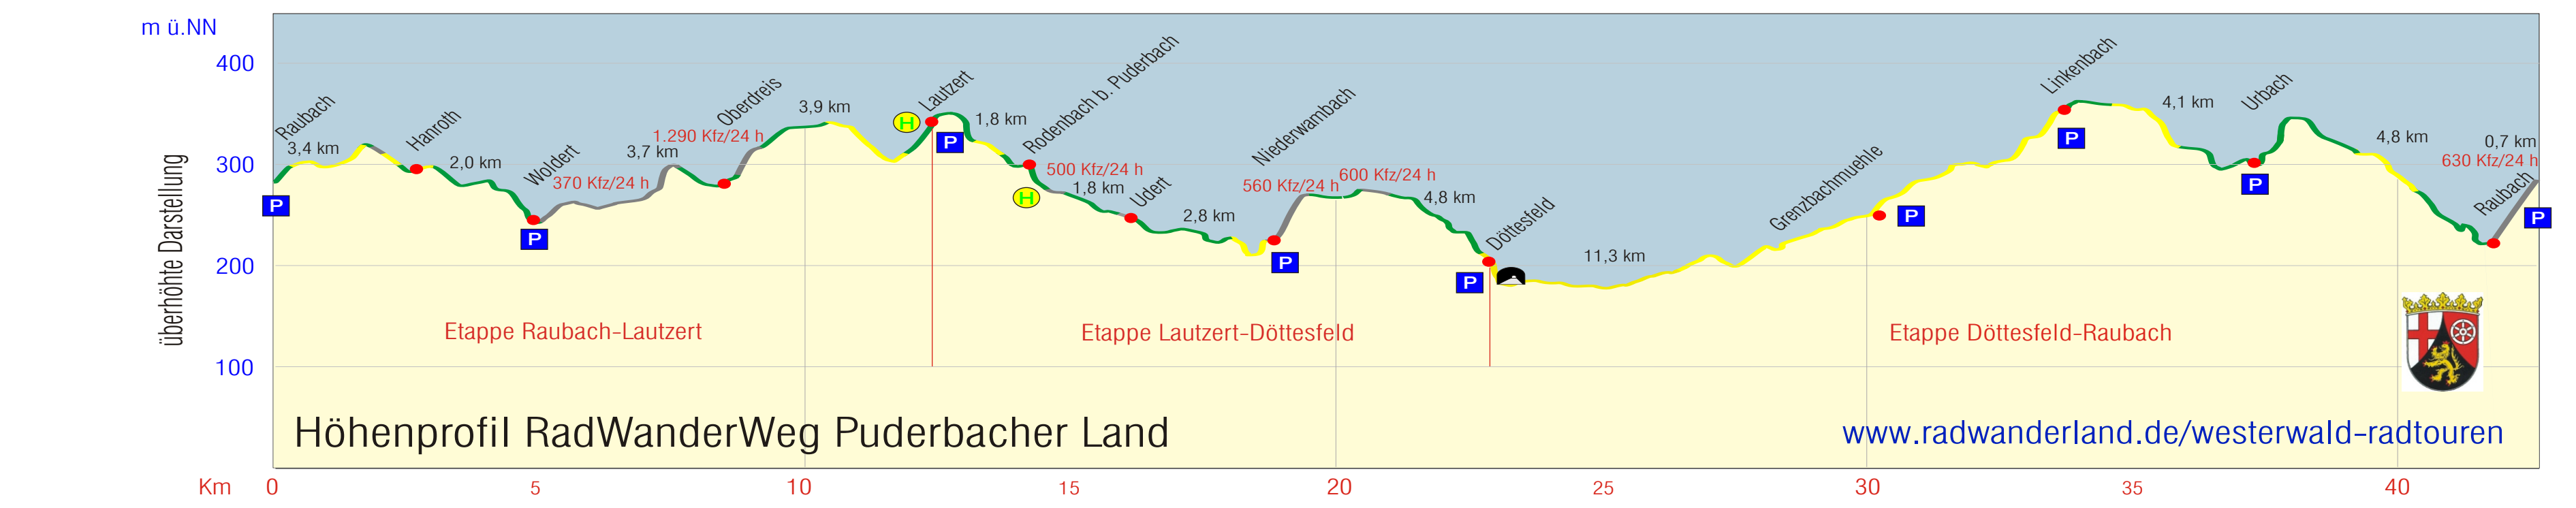 m ü.NN
400
300
200
100
überhöhte Darstellung
Raubach
3,4 km
Hanroth
2,0 km
Woldert
370 Kfz/24 h
3,7 km
1.290 Kfz/24 h
Oberdreis
3,9 km
H
Lautzert
1,8 km
Rodenbach b. Puderbach
500 Kfz/24 h
H
1,8 km
Udert
2,8 km
Niederwambach
560 Kfz/24 h
600 Kfz/24 h
4,8 km
Döttesfeld
11,3 km
Grenzbachmuehle
Linkenbach
4,1 km
Urbach
4,8 km
0,7 km
630 Kfz/24 h
Raubach
P
P
P
P
P
P
P
P
P
Etappe Raubach-Lautzert
Etappe Lautzert-Döttesfeld
Etappe Döttesfeld-Raubach
Höhenprofil RadWanderWeg Puderbacher Land
www.radwanderland.de/westerwald-radtouren
Km 0 5 10 15 20 25 30 35 40